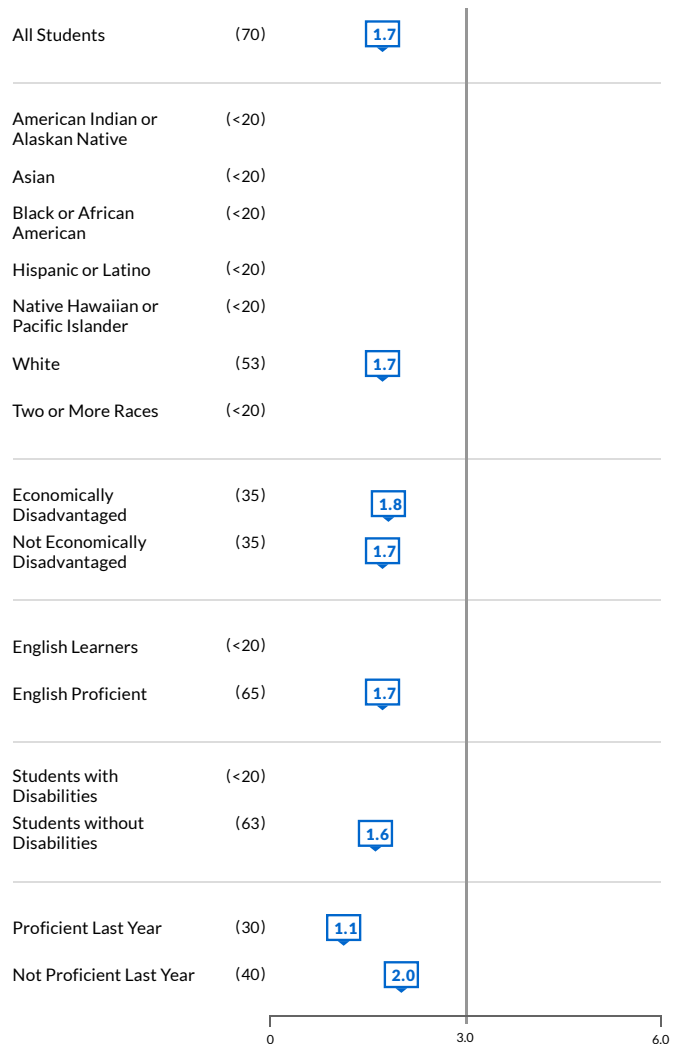 All Students (70) 1.7
American Indian or (<20)
Alaskan Native
Asian (<20)
Black or African (<20)
American
Hispanic or Latino (<20)
Native Hawaiian or (<20)
Pacific Islander
White (53) 1.7
Two or More Races (<20)
Economically (35) 1.8
Disadvantaged
Not Economically (35) 1.7
Disadvantaged
English Learners (<20)
English Proficient (65) 1.7
Students with (<20)
Disabilities
Students without (63) 1.6
Disabilities
Proficient Last Year (30) 1.1
Not Proficient Last Year (40) 2.0
0 3.0 6.0